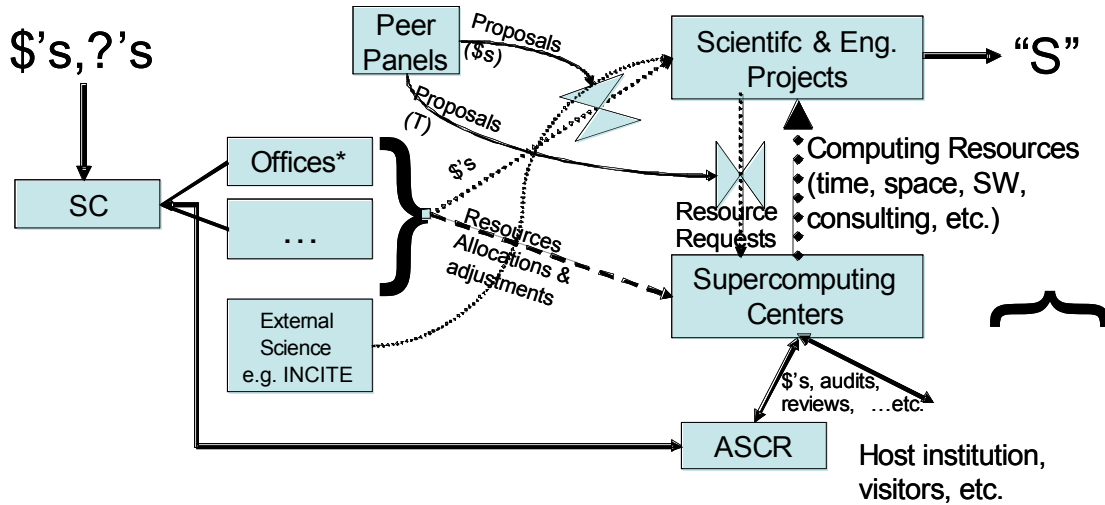 $'s,?'s
Peer
Panels
Proposals
($s)
Proposals
(T)
Scientifc & Eng.
Projects
“S”
Offices*
SC
...
$'s
Resources
Allocations &
adjustments
Resource
Requests
Computing Resources
(time, space, SW,
consulting, etc.)
Supercomputing
Centers
External
Science
e.g. INCITE
$'s, audits,
reviews, ...etc.
ASCR
Host institution,
visitors, etc.